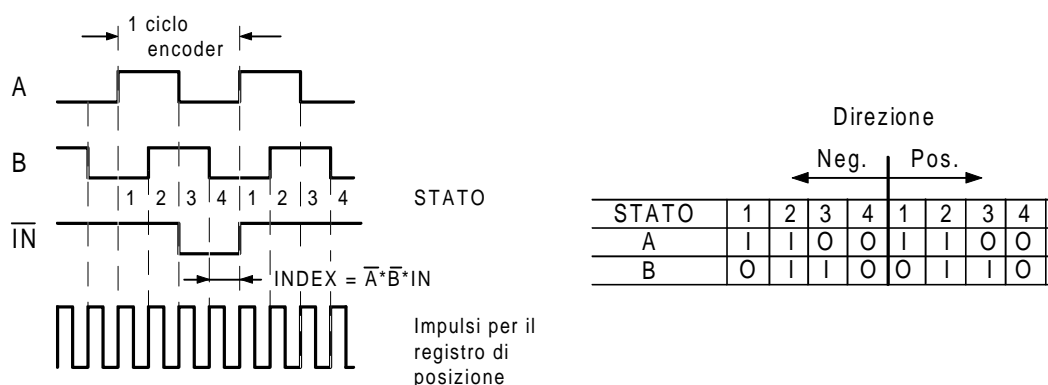 1 ciclo
encoder
A
B
1 2 3 4 1 2 3 4
STATO
I̅N̅
INDEX = A̅*B̅*IN
Impulsi per il
registro di
posizione
Direzione
Neg. Pos.
STATO 1 2 3 4 1 2 3 4
A I I O O I I O O
B O I I O O I I O